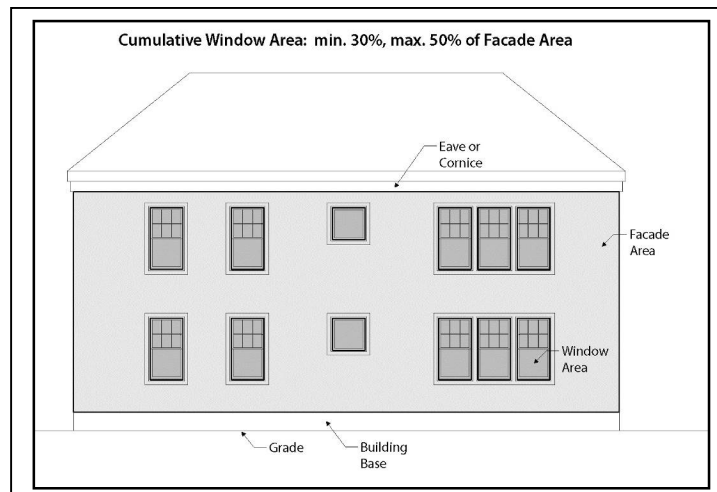 Cumulative Window Area: min. 30%, max. 50% of Facade Area
Eave or
Cornice
Facade
Area
Window
Area
Grade
Building
Base